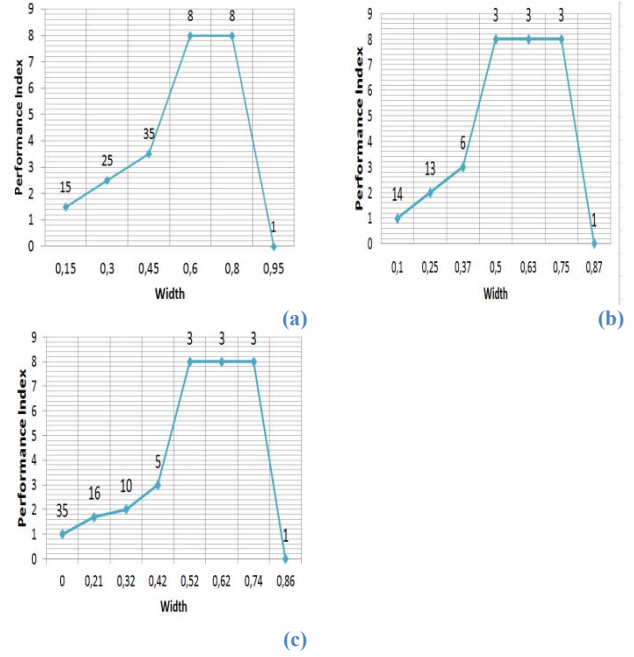 Performance Index
9
8
7
6
5
4
3
2
1
0
15 25 35 8 8 1
0,15 0,3 0,45 0,6 0,8 0,95
Width
(a)
Performance Index
9
8
7
6
5
4
3
2
1
0
14 13 6 3 3 3 1
0,1 0,25 0,37 0,5 0,63 0,75 0,87
Width
(b)
Performance Index
9
8
7
6
5
4
3
2
1
0
35 16 10 5 3 3 3 1
0 0,21 0,32 0,42 0,52 0,62 0,74 0,86
Width
(c)